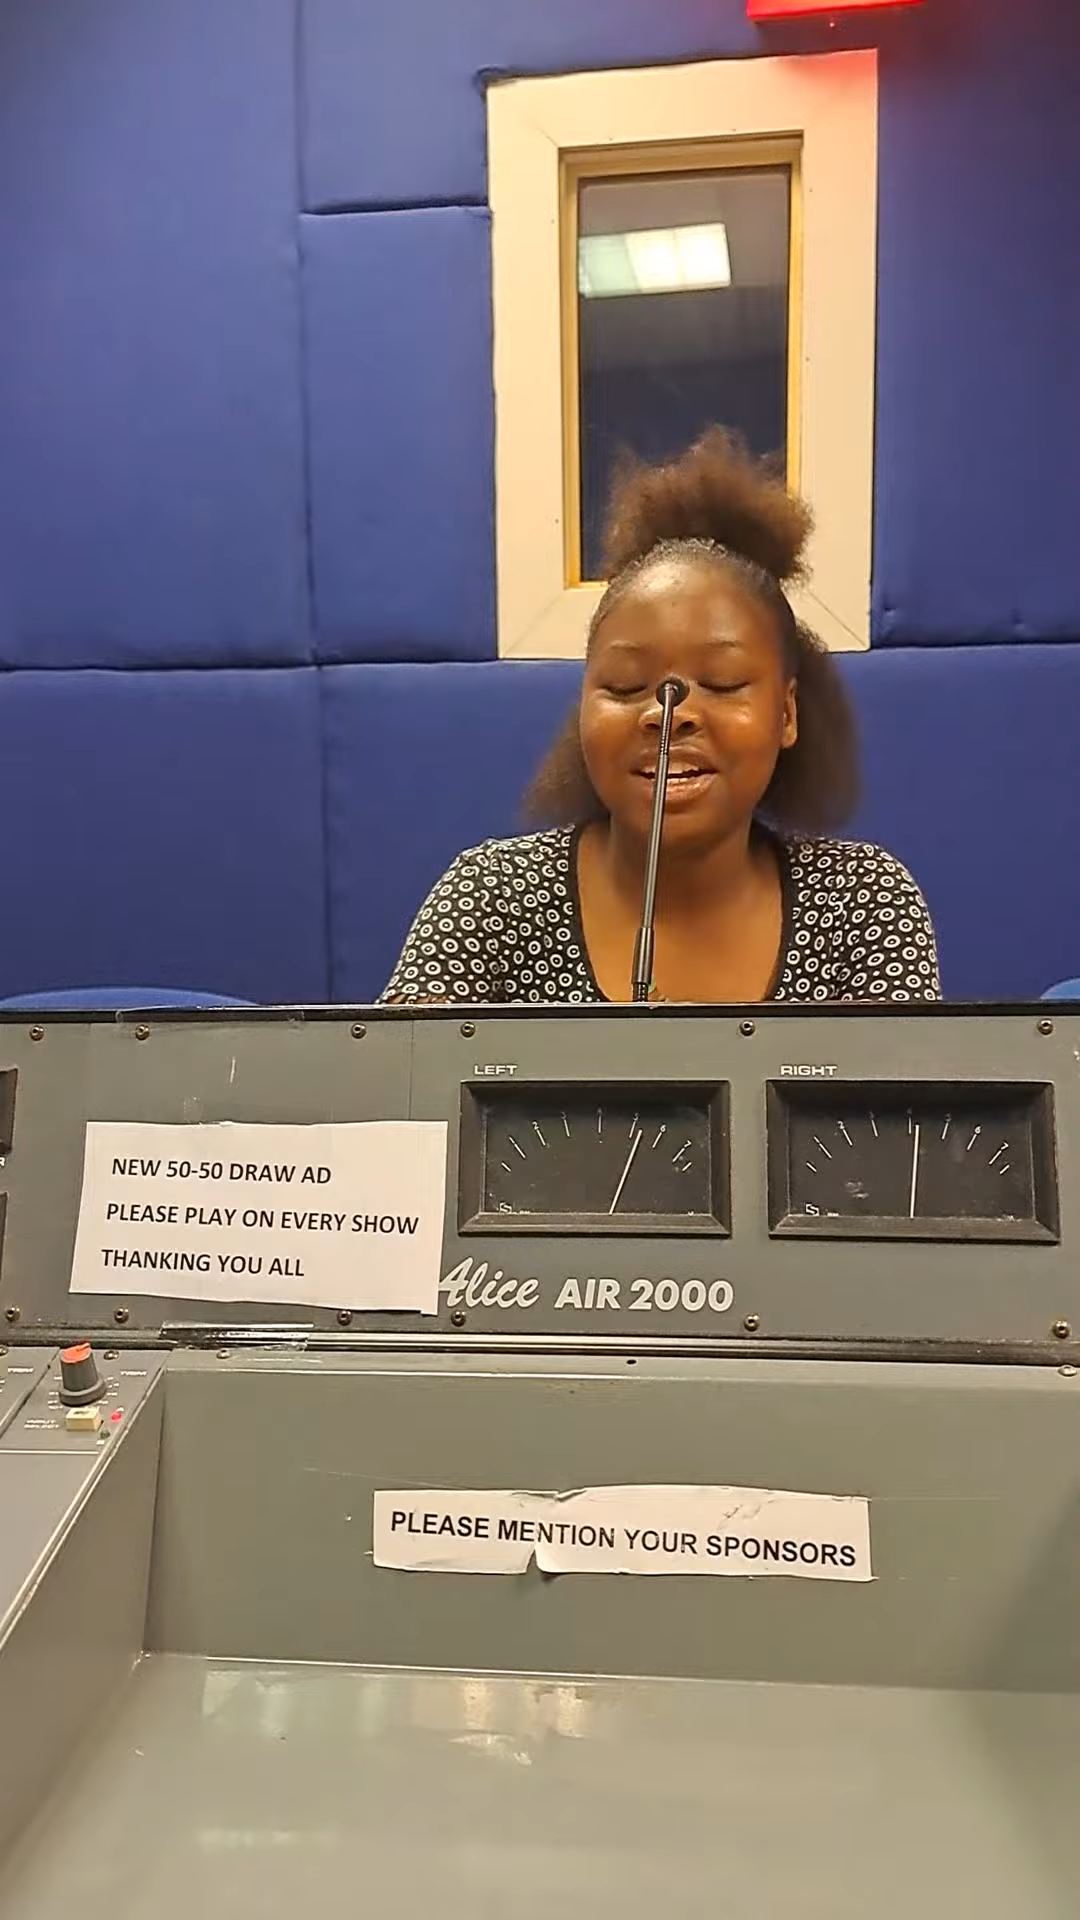 LEFT
RIGHT
NEW 50-50 DRAW AD
PLEASE PLAY ON EVERY SHOW
THANKING YOU ALL
Alice AIR 2000
PLEASE MENTION YOUR SPONSORS